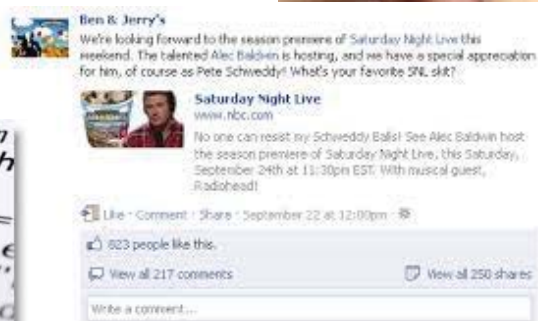 Ben & Jerry's
We're looking forward to the season premiere of Saturday Night Live this
weekend. The talented Alec Baldwin is hosting, and we have a special appreciation
for him, of course as Pete Schweddy! What's your favorite SNL skit?
Saturday Night Live
www.nbc.com
No one can resist my Schweddy Balls! See Alec Baldwin host
the season premiere of Saturday Night Live, this Saturday,
September 24th at 11:30pm EST. With musical guest,
Radiohead!
Like · Comment · Share · September 22 at 12:00pm ·
823 people like this.
View all 217 comments
View all 250 shares
Write a comment...